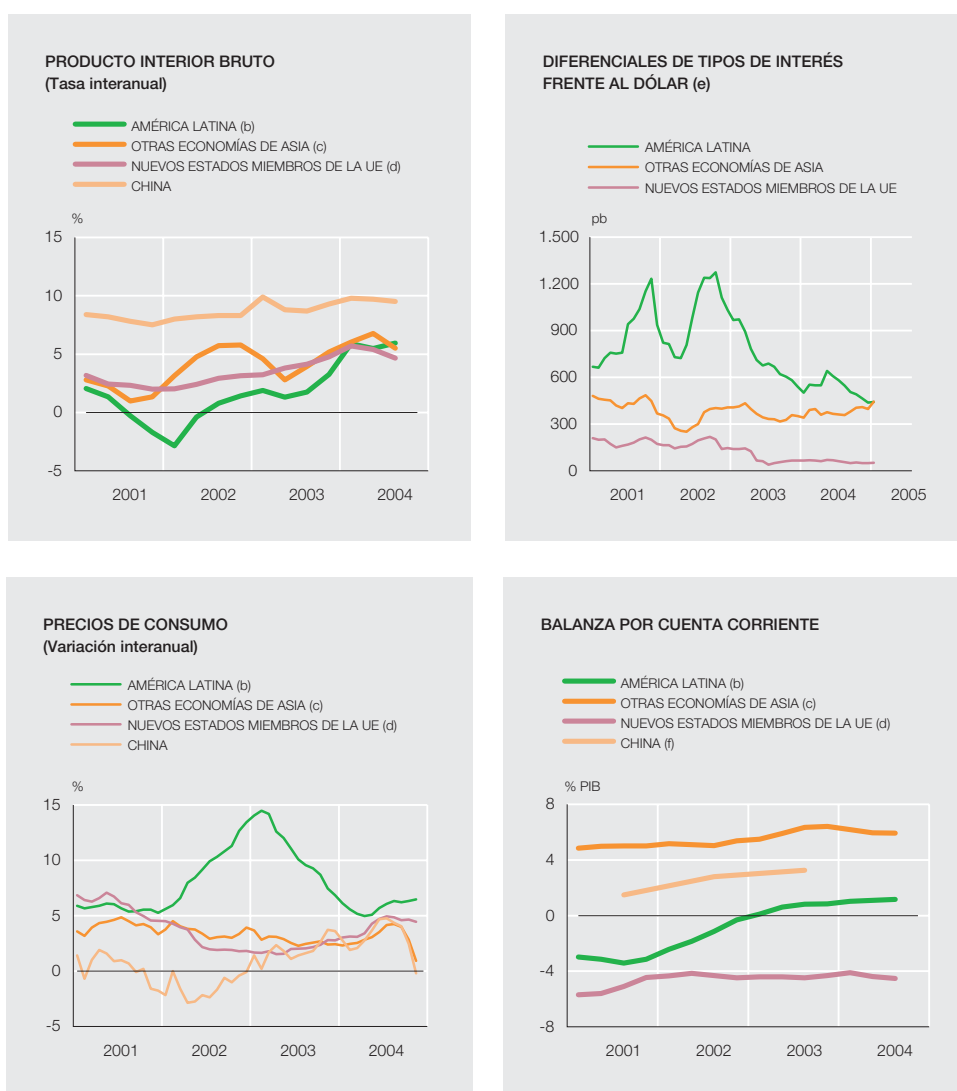 PRODUCTO INTERIOR BRUTO
(Tasa interanual)
AMÉRICA LATINA (b)
OTRAS ECONOMÍAS DE ASIA (c)
NUEVOS ESTADOS MIEMBROS DE LA UE (d)
CHINA
%
15
10
5
0
-5
2001 2002 2003 2004
DIFERENCIALES DE TIPOS DE INTERÉS
FRENTE AL DÓLAR (e)
AMÉRICA LATINA
OTRAS ECONOMÍAS DE ASIA
NUEVOS ESTADOS MIEMBROS DE LA UE
pb
1.500
1.200
900
600
300
0
2001 2002 2003 2004 2005
PRECIOS DE CONSUMO
(Variación interanual)
AMÉRICA LATINA (b)
OTRAS ECONOMÍAS DE ASIA (c)
NUEVOS ESTADOS MIEMBROS DE LA UE (d)
CHINA
%
15
10
5
0
-5
2001 2002 2003 2004
BALANZA POR CUENTA CORRIENTE
AMÉRICA LATINA (b)
OTRAS ECONOMÍAS DE ASIA (c)
NUEVOS ESTADOS MIEMBROS DE LA UE (d)
CHINA (f)
% PIB
8
4
0
-4
-8
2001 2002 2003 2004